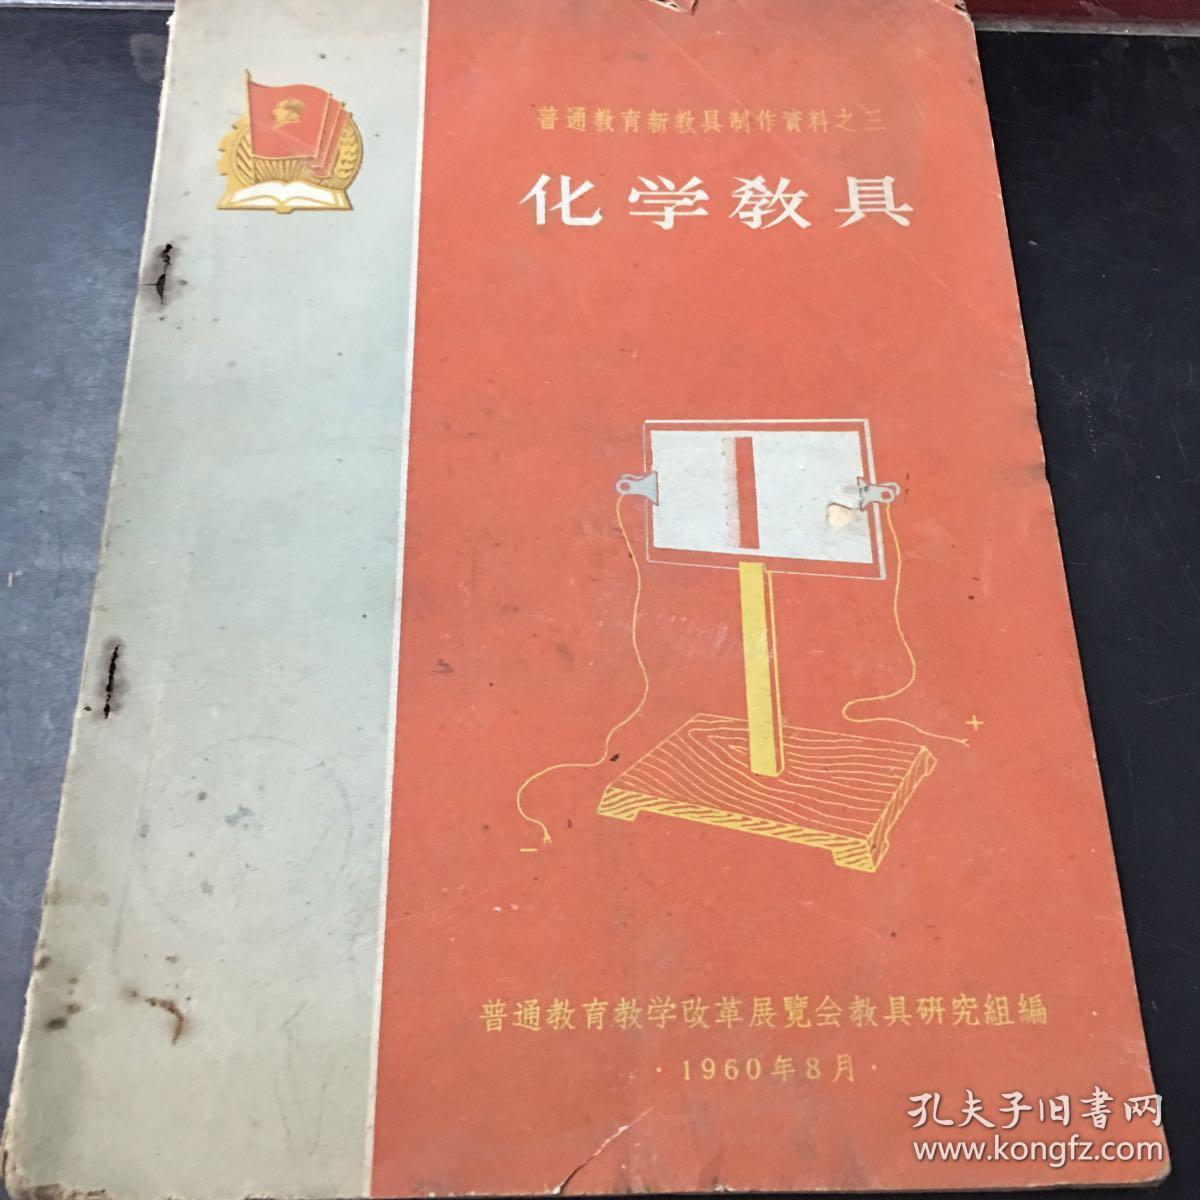 普通教育新教具制作資料之三
化学教具
+
−
普通教育教学改革展覽会教具研究組編
·1960年8月·
孔夫子旧書网
www.kongfz.com